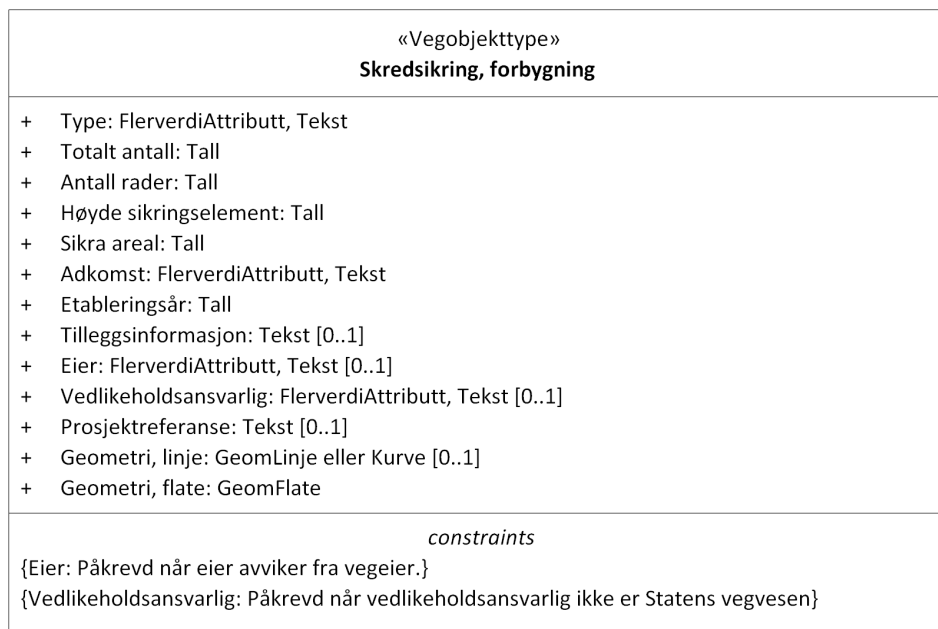 «Vegobjekttype»
Skredsikring, forbygning
+ Type: FlerverdiAttributt, Tekst
+ Totalt antall: Tall
+ Antall rader: Tall
+ Høyde sikringselement: Tall
+ Sikra areal: Tall
+ Adkomst: FlerverdiAttributt, Tekst
+ Etableringsår: Tall
+ Tilleggsinformasjon: Tekst [0..1]
+ Eier: FlerverdiAttributt, Tekst [0..1]
+ Vedlikeholdsansvarlig: FlerverdiAttributt, Tekst [0..1]
+ Prosjektreferanse: Tekst [0..1]
+ Geometri, linje: GeomLinje eller Kurve [0..1]
+ Geometri, flate: GeomFlate
constraints
{Eier: Påkrevd når eier avviker fra vegeier.}
{Vedlikeholdsansvarlig: Påkrevd når vedlikeholdsansvarlig ikke er Statens vegvesen}